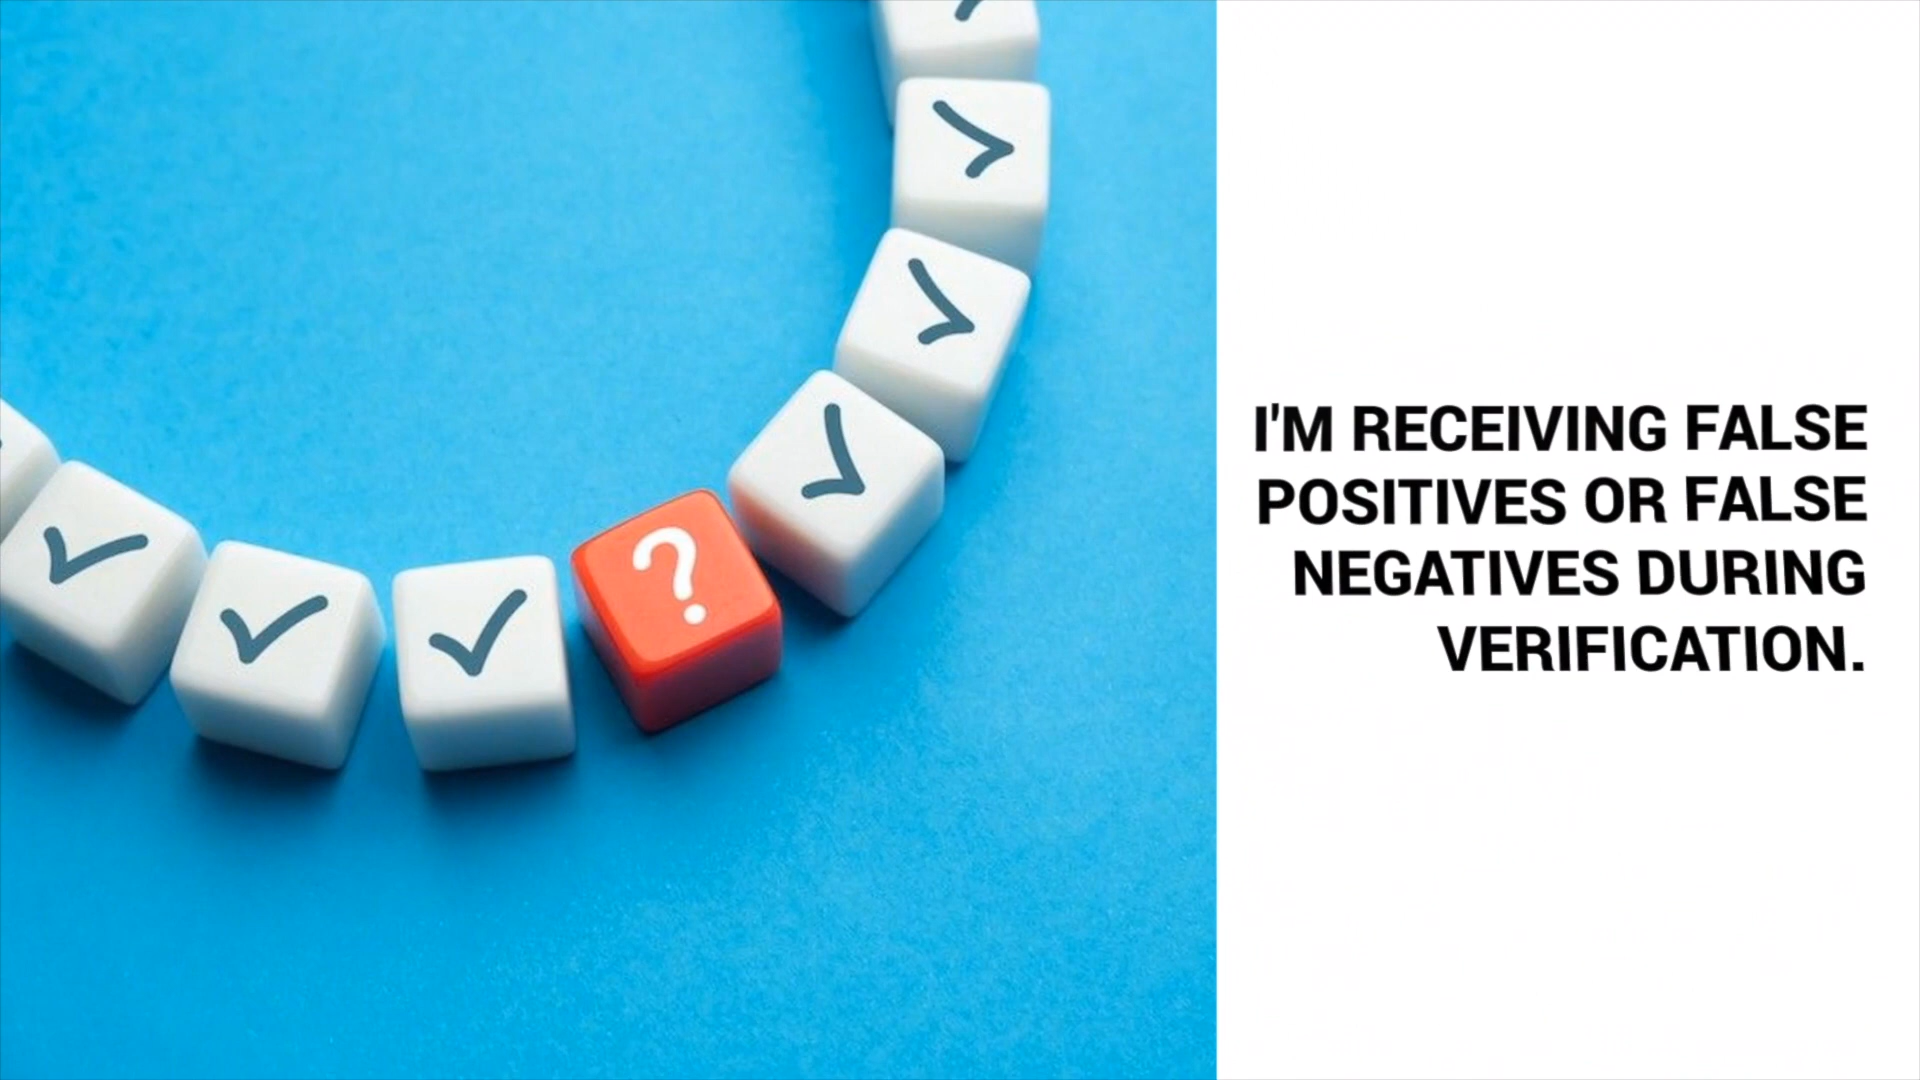 ?
I'M RECEIVING FALSE
POSITIVES OR FALSE
NEGATIVES DURING
VERIFICATION.